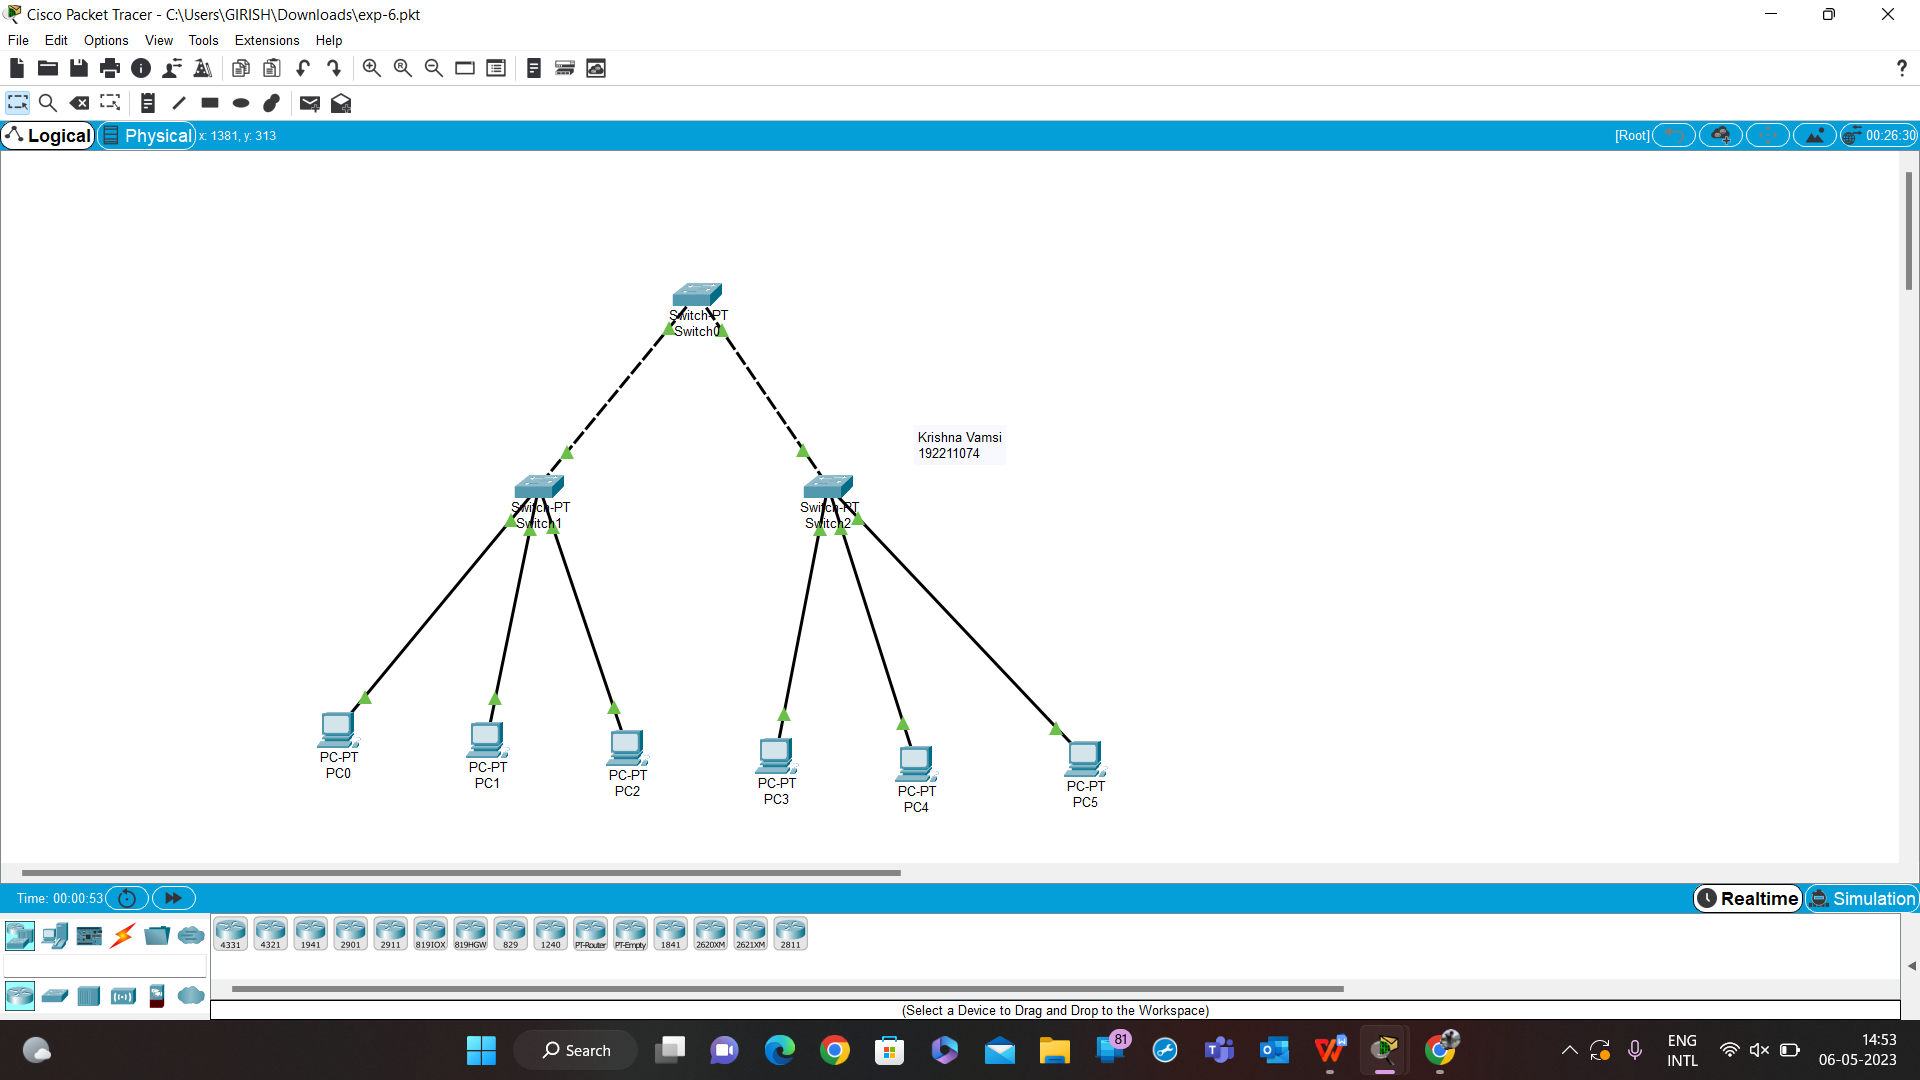 Cisco Packet Tracer - C:\Users\GIRISH\Downloads\exp-6.pkt
File Edit Options View Tools Extensions Help
?
Logical Physical x: 1381, y: 313 [Root] 00:26:30
Switch-PT
Switch0
Krishna Vamsi
192211074
Switch-PT
Switch1
Switch-PT
Switch2
PC-PT
PC0
PC-PT
PC1
PC-PT
PC2
PC-PT
PC3
PC-PT
PC4
PC-PT
PC5
Time: 00:00:53 Realtime Simulation
4331 4321 1941 2901 2911 819IOX 819HGW 829 1240 PT-Router PT-Empty 1841 2620XM 2621XM 2811
(Select a Device to Drag and Drop to the Workspace)
Search
81
ENG
INTL
14:53
06-05-2023